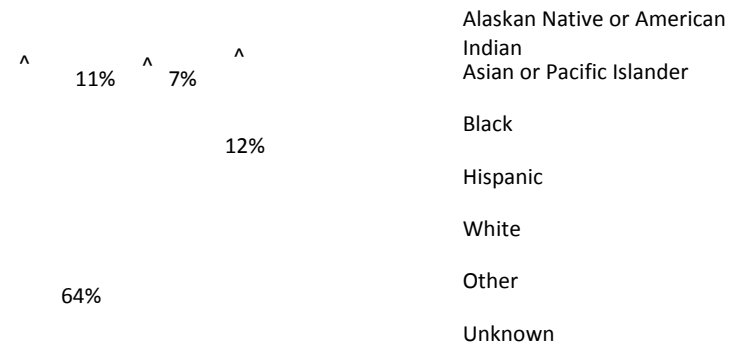 ^
11%
^
7%
^
12%
64%
Alaskan Native or American
Indian
Asian or Pacific Islander
Black
Hispanic
White
Other
Unknown